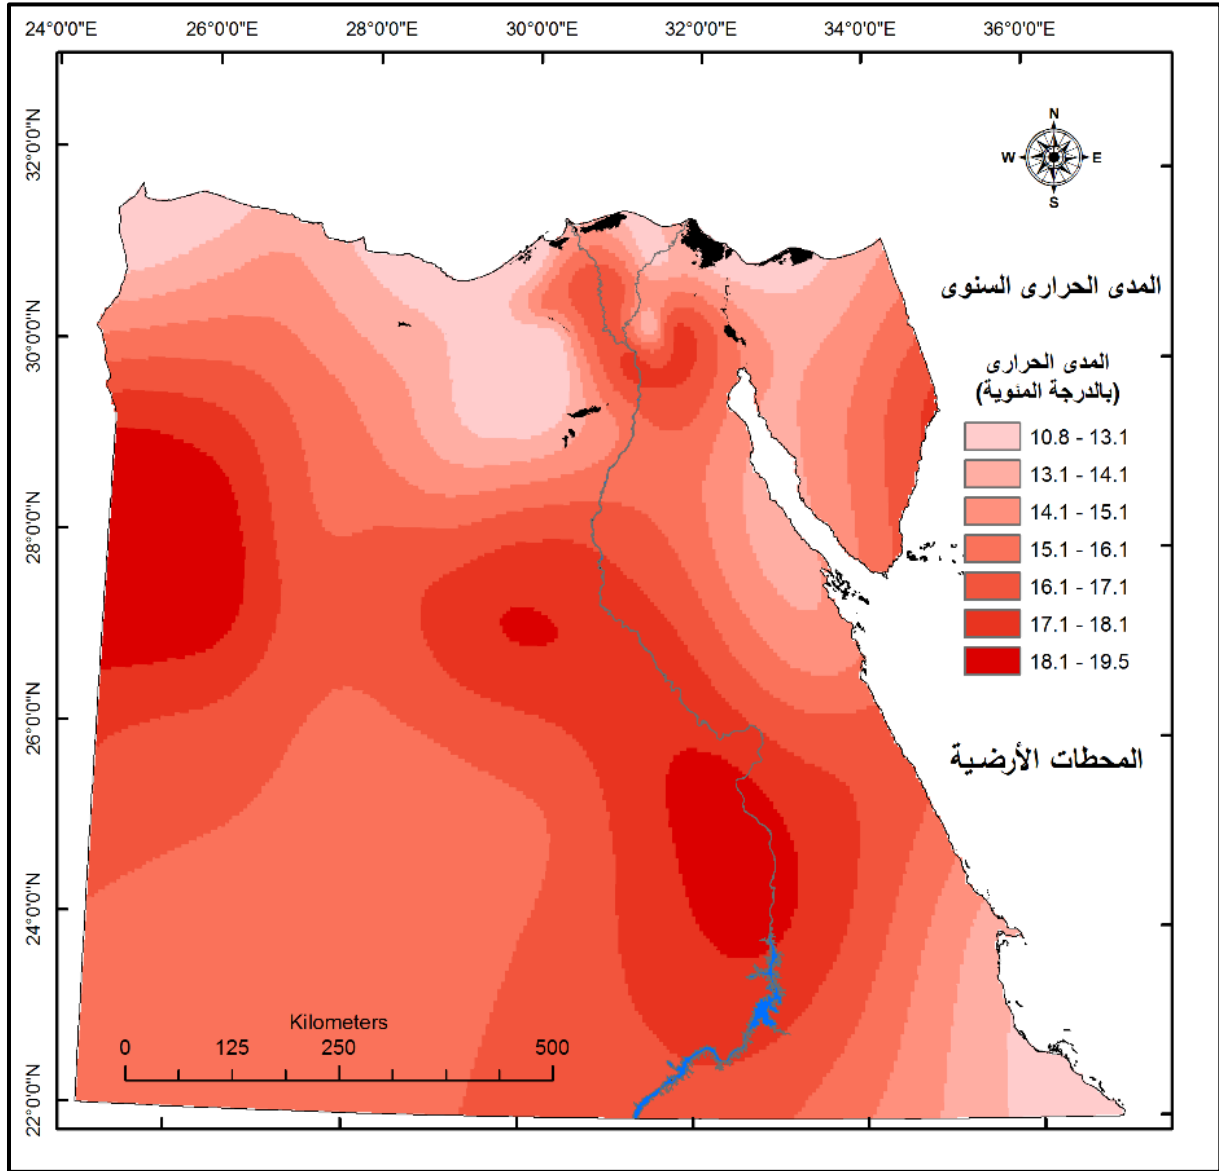 24°0'0"E 26°0'0"E 28°0'0"E 30°0'0"E 32°0'0"E 34°0'0"E 36°0'0"E
32°0'0"N
30°0'0"N
28°0'0"N
26°0'0"N
24°0'0"N
22°0'0"N
N
W E
S
المدى الحرارى السنوى
المدى الحرارى
(بالدرجة المئوية)
10.8 - 13.1
13.1 - 14.1
14.1 - 15.1
15.1 - 16.1
16.1 - 17.1
17.1 - 18.1
18.1 - 19.5
المحطات الأرضية
Kilometers
0 125 250 500